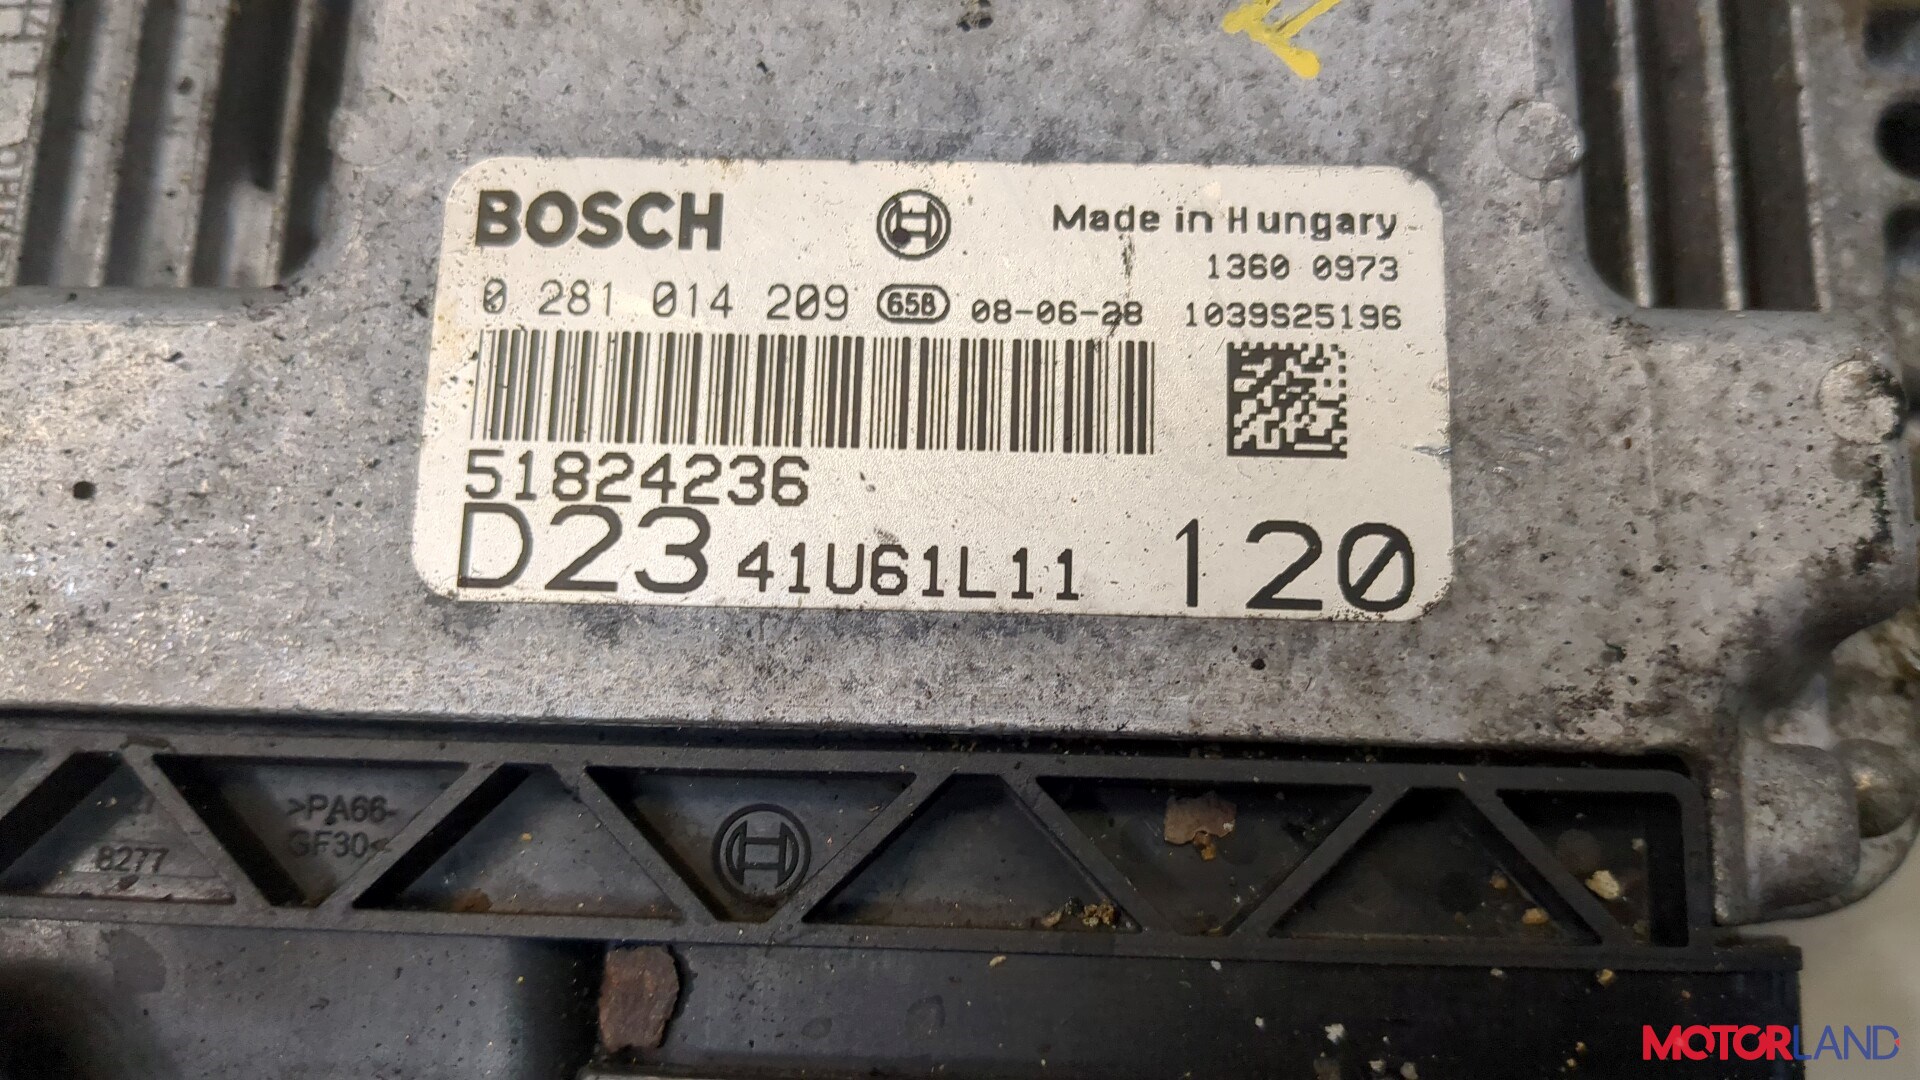 BOSCH
Made in Hungary
1360 0973
0 281 014 209 65B 08-06-28 1039S25196
51824236
D23 41U61L11 120
>PA66-
GF30<
8277
MOTORLAND